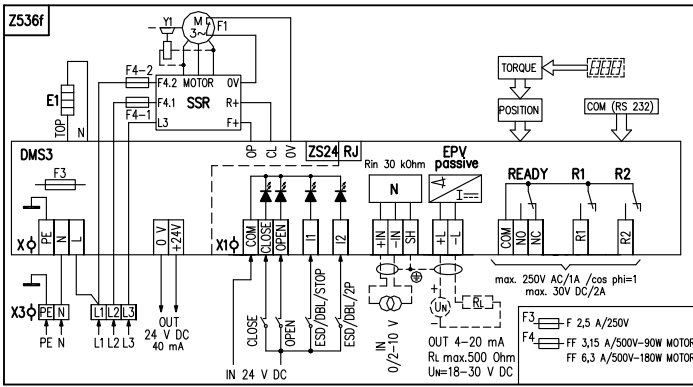 Z536f
Y1
M
3~
F1
F4-2
F4.2
MOTOR
0V
TORQUE
E1
F4.1
SSR
R+
F4-1
L3
F+
POSITION
COM (RS 232)
TOP
N
OP
CL
0V
DMS3
ZS24
RJ
Rin 30 kOhm
EPV
passive
F3
N
I
READY
R1
R2
X
PE
N
L
0 V
+24V
X1
COM
CLOSE
OPEN
I1
I2
+IN
-IN
SH
+L
-L
COM
NO
NC
R1
R2
max. 250V AC/1A /cos phi=1
max. 30V DC/2A
X3
PE
N
L1
L2
L3
CLOSE
OPEN
ESD/DBL/STOP
ESD/DBL/2P
+
UN
-
RL
PE
N
L1
L2
L3
OUT
24 V DC
40 mA
IN 24 V DC
IN
0/2-10 V
OUT 4-20 mA
RL max.500 Ohm
UN=18-30 V DC
F3
F 2,5 A/250V
F4
FF 3,15 A/500V-90W MOTOR
FF 6,3 A/500V-180W MOTOR